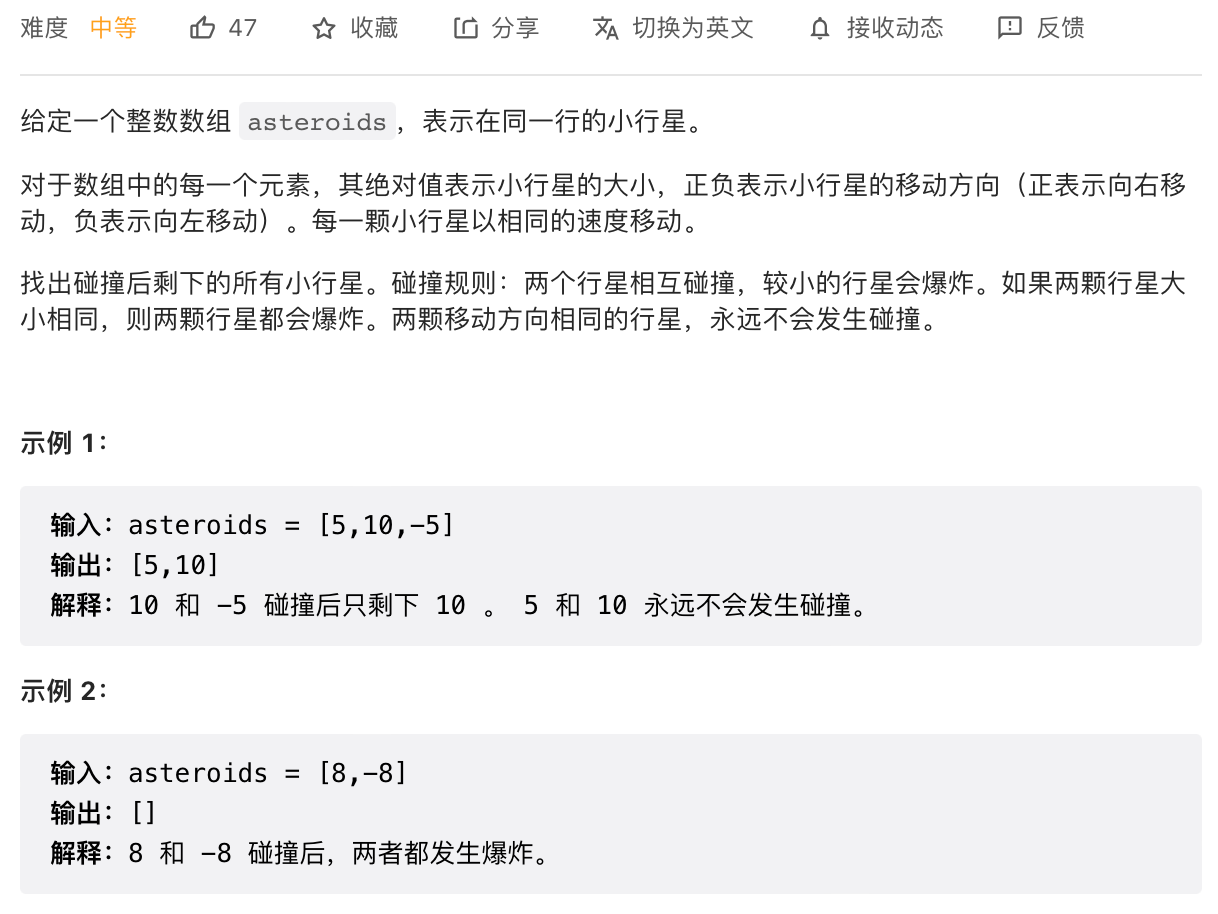 难度 中等 47 收藏 分享 切换为英文 接收动态 反馈
给定一个整数数组 asteroids，表示在同一行的小行星。
对于数组中的每一个元素，其绝对值表示小行星的大小，正负表示小行星的移动方向（正表示向右移
动，负表示向左移动）。每一颗小行星以相同的速度移动。
找出碰撞后剩下的所有小行星。碰撞规则：两个行星相互碰撞，较小的行星会爆炸。如果两颗行星大
小相同，则两颗行星都会爆炸。两颗移动方向相同的行星，永远不会发生碰撞。
示例 1：
输入：asteroids = [5,10,-5]
输出：[5,10]
解释：10 和 -5 碰撞后只剩下 10 。 5 和 10 永远不会发生碰撞。
示例 2：
输入：asteroids = [8,-8]
输出：[]
解释：8 和 -8 碰撞后，两者都发生爆炸。